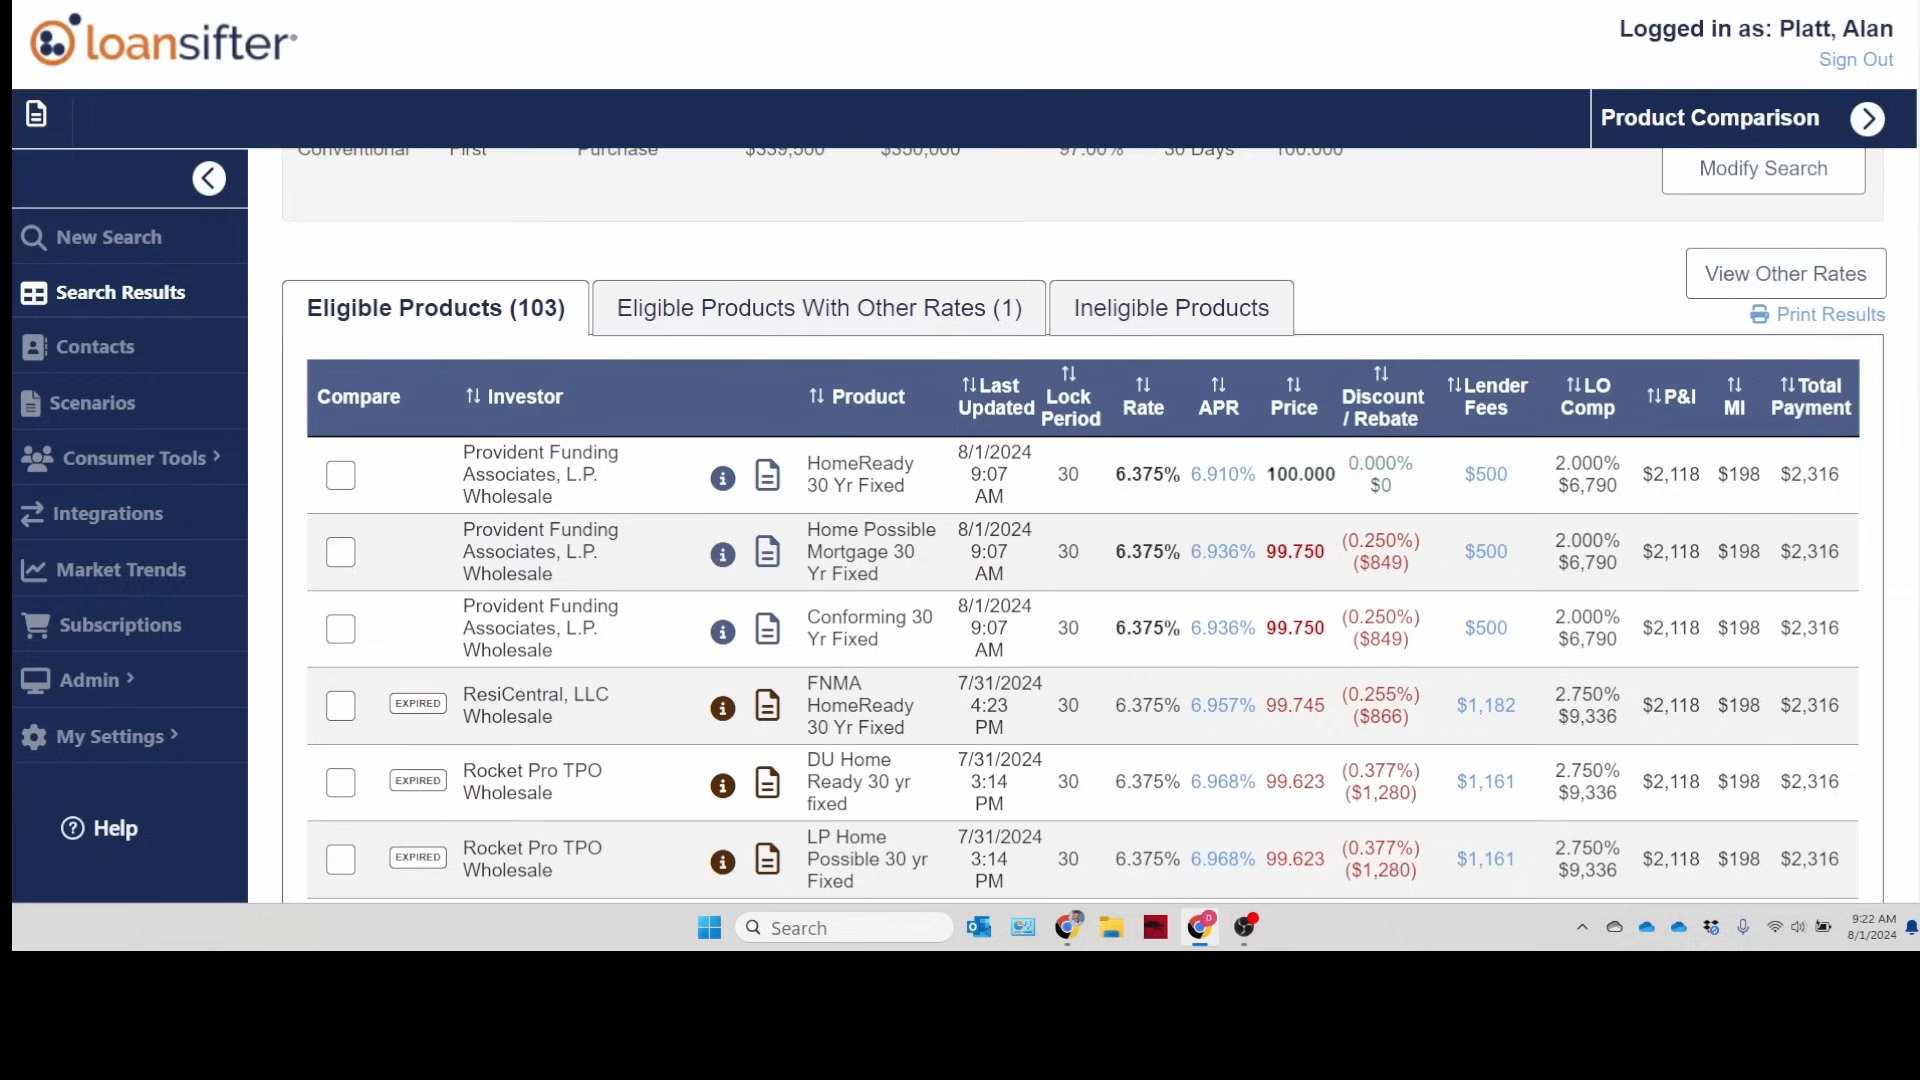 loansifter
Logged in as: Platt, Alan
Sign Out
Product Comparison
Conventional First Purchase $339,500 $350,000 97.00% 30 Days 100.000
Modify Search
New Search
Search Results
Contacts
Scenarios
Consumer Tools
Integrations
Market Trends
Subscriptions
Admin
My Settings
Help
View Other Rates
Print Results
Eligible Products (103)
Eligible Products With Other Rates (1)
Ineligible Products
Compare Investor Product Last Updated Lock Period Rate APR Price Discount / Rebate Lender Fees LO Comp P&I MI Total Payment
Provident Funding Associates, L.P. Wholesale HomeReady 30 Yr Fixed 8/1/2024 9:07 AM 30 6.375% 6.910% 100.000 0.000% $0 $500 2.000% $6,790 $2,118 $198 $2,316
Provident Funding Associates, L.P. Wholesale Home Possible Mortgage 30 Yr Fixed 8/1/2024 9:07 AM 30 6.375% 6.936% 99.750 (0.250%) ($849) $500 2.000% $6,790 $2,118 $198 $2,316
Provident Funding Associates, L.P. Wholesale Conforming 30 Yr Fixed 8/1/2024 9:07 AM 30 6.375% 6.936% 99.750 (0.250%) ($849) $500 2.000% $6,790 $2,118 $198 $2,316
EXPIRED ResiCentral, LLC Wholesale FNMA HomeReady 30 Yr Fixed 7/31/2024 4:23 PM 30 6.375% 6.957% 99.745 (0.255%) ($866) $1,182 2.750% $9,336 $2,118 $198 $2,316
EXPIRED Rocket Pro TPO Wholesale DU Home Ready 30 yr fixed 7/31/2024 3:14 PM 30 6.375% 6.968% 99.623 (0.377%) ($1,280) $1,161 2.750% $9,336 $2,118 $198 $2,316
EXPIRED Rocket Pro TPO Wholesale LP Home Possible 30 yr Fixed 7/31/2024 3:14 PM 30 6.375% 6.968% 99.623 (0.377%) ($1,280) $1,161 2.750% $9,336 $2,118 $198 $2,316
Search
9:22 AM
8/1/2024